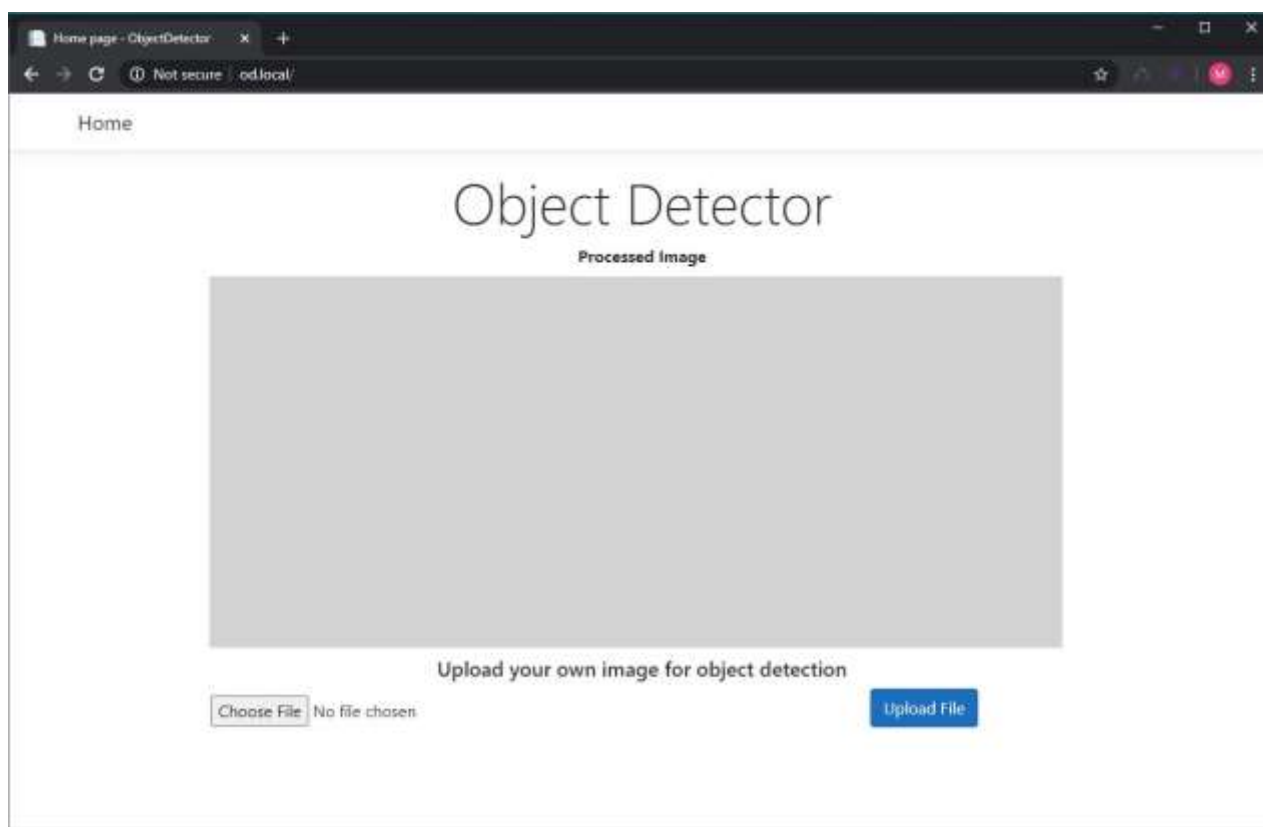 Home page - ObjectDetector
Not secure od.local/
M
Home
Object Detector
Processed Image
Upload your own image for object detection
Choose File No file chosen Upload File